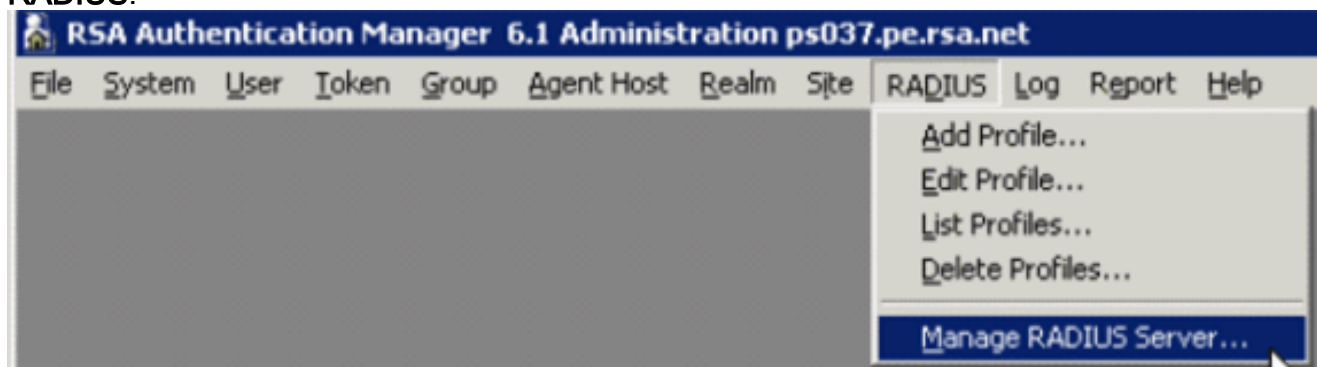 RADIUS.
RSA Authentication Manager 6.1 Administration ps037.pe.rsa.net
File System User Token Group Agent Host Realm Site RADIUS Log Report Help
Add Profile...
Edit Profile...
List Profiles...
Delete Profiles...
Manage RADIUS Server...